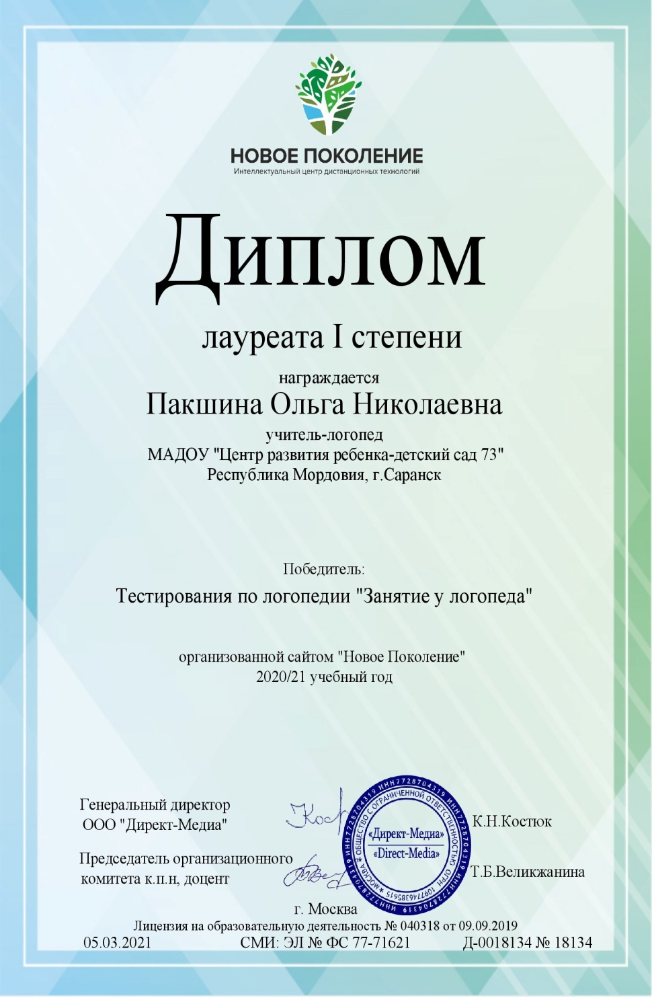 НОВОЕ ПОКОЛЕНИЕ
Интеллектуальный центр дистанционных технологий
Диплом
лауреата I степени
награждается
Пакшина Ольга Николаевна
учитель-логопед
МАДОУ "Центр развития ребенка-детский сад 73"
Республика Мордовия, г.Саранск
Победитель:
Тестирования по логопедии "Занятие у логопеда"
организованной сайтом "Новое Поколение"
2020/21 учебный год
Генеральный директор
ООО "Директ-Медиа"
К.Н.Костюк
Председатель организационного
комитета к.п.н, доцент
Т.Б.Великжанина
ИНН7728704319 ИНН7728704319 ИНН7728704319 ИНН7728704319
ОБЩЕСТВО С ОГРАНИЧЕННОЙ ОТВЕТСТВЕННОСТЬЮ ОГРН 1097746385615 * МОСКВА *
«Директ-Медиа»
«Direct-Media»
г. Москва
Лицензия на образовательную деятельность № 040318 от 09.09.2019
05.03.2021 СМИ: ЭЛ № ФС 77-71621 Д-0018134 № 18134